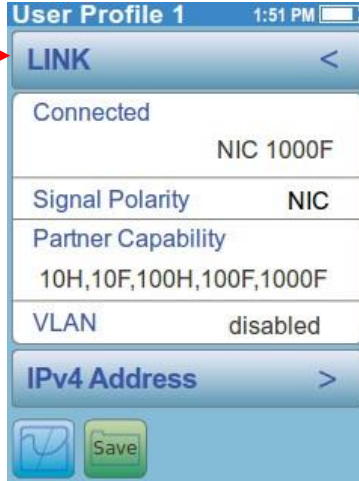 User Profile 1 1:51 PM
LINK <
Connected
NIC 1000F
Signal Polarity NIC
Partner Capability
10H,10F,100H,100F,1000F
VLAN disabled
IPv4 Address >
Save